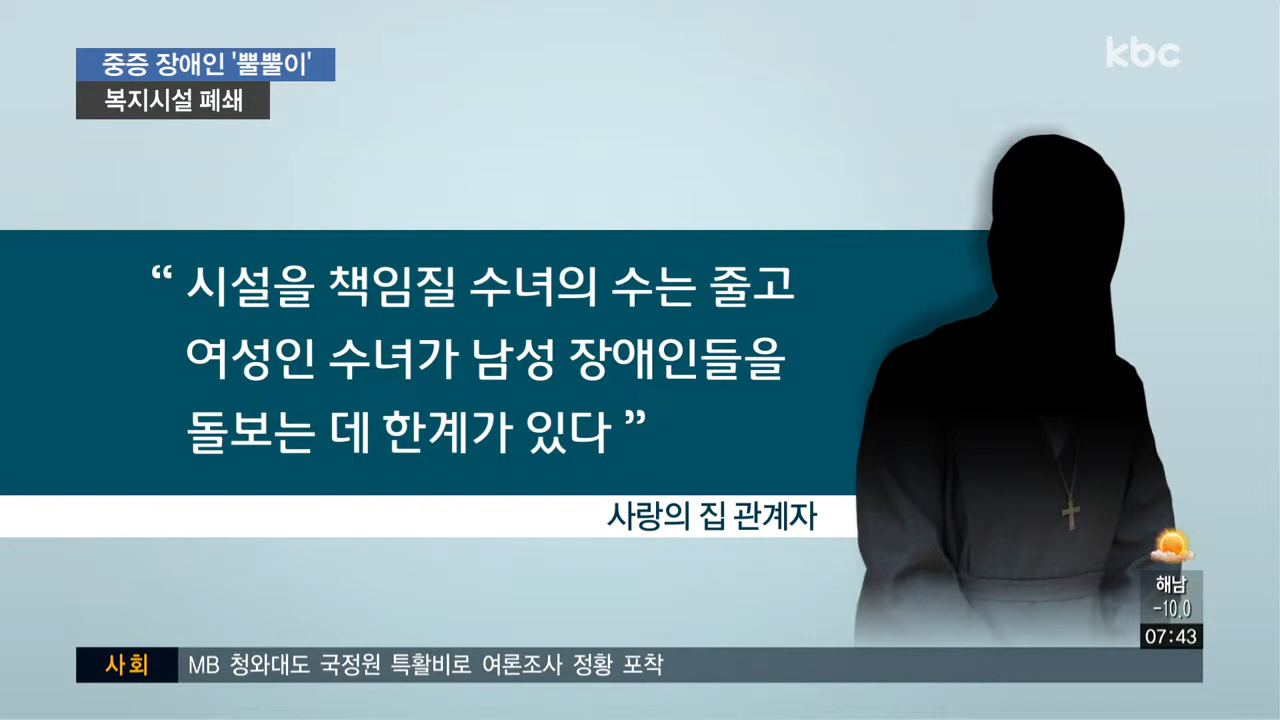 중증 장애인 '뿔뿔이'
kbc
복지시설 폐쇄
“ 시설을 책임질 수녀의 수는 줄고
여성인 수녀가 남성 장애인들을
돌보는 데 한계가 있다 ”
사랑의 집 관계자
해남
-10.0
07:43
사회 MB 청와대도 국정원 특활비로 여론조사 정황 포착